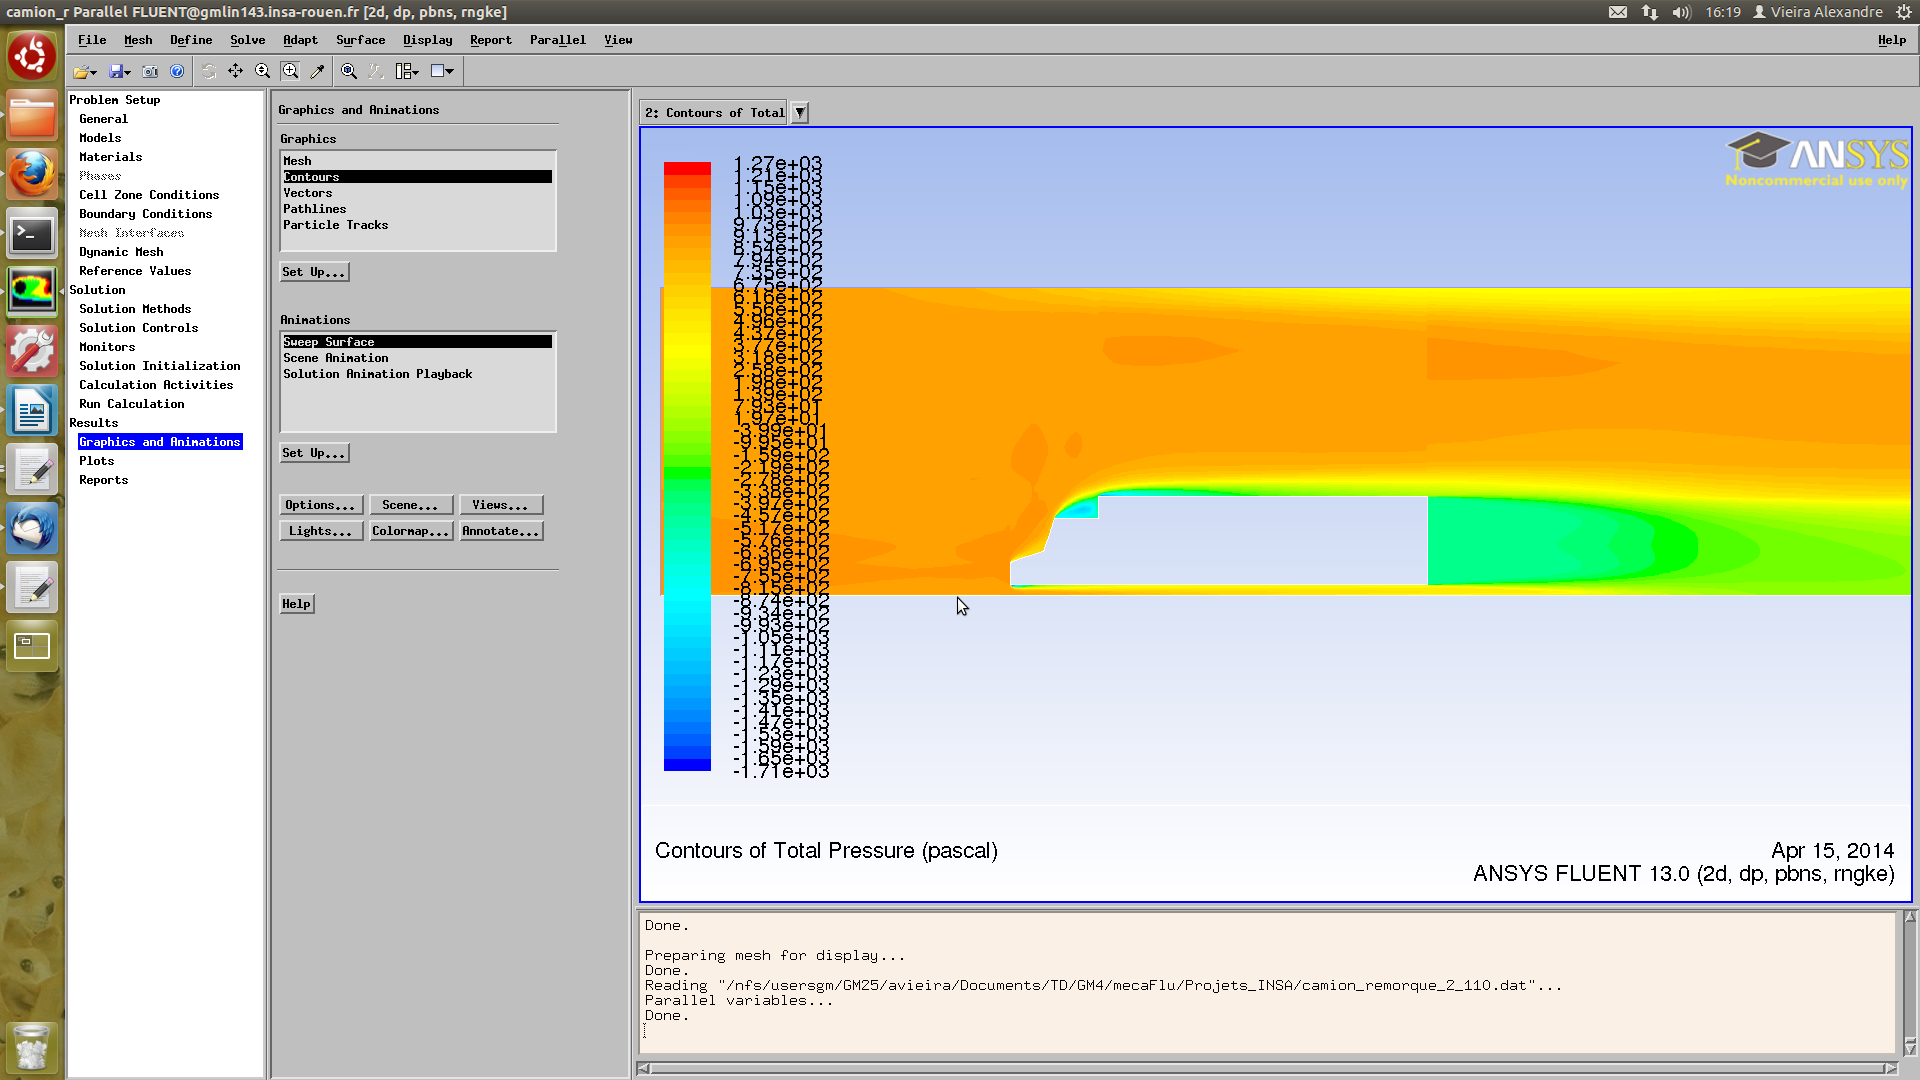 camion_r Parallel FLUENT@gmlin143.insa-rouen.fr [2d, dp, pbns, rngke]
16:19
Vieira Alexandre
File Mesh Define Solve Adapt Surface Display Report Parallel View
Help
Problem Setup
General
Models
Materials
Phases
Cell Zone Conditions
Boundary Conditions
Mesh Interfaces
Dynamic Mesh
Reference Values
Solution
Solution Methods
Solution Controls
Monitors
Solution Initialization
Calculation Activities
Run Calculation
Results
Graphics and Animations
Plots
Reports
Graphics and Animations
Graphics
Mesh
Contours
Vectors
Pathlines
Particle Tracks
Set Up...
Animations
Sweep Surface
Scene Animation
Solution Animation Playback
Set Up...
Options... Scene... Views...
Lights... Colormap... Annotate...
Help
2: Contours of Total
ANSYS
Noncommercial use only
1.27e+03
1.21e+03
1.15e+03
1.09e+03
1.03e+03
9.73e+02
9.13e+02
8.54e+02
7.94e+02
7.35e+02
6.75e+02
6.16e+02
5.56e+02
4.96e+02
4.37e+02
3.77e+02
3.18e+02
2.58e+02
1.98e+02
1.39e+02
7.93e+01
1.97e+01
-3.99e+01
-9.95e+01
-1.59e+02
-2.19e+02
-2.78e+02
-3.38e+02
-3.97e+02
-4.57e+02
-5.17e+02
-5.76e+02
-6.36e+02
-6.95e+02
-7.55e+02
-8.15e+02
-8.74e+02
-9.34e+02
-9.93e+02
-1.05e+03
-1.11e+03
-1.17e+03
-1.23e+03
-1.29e+03
-1.35e+03
-1.41e+03
-1.47e+03
-1.53e+03
-1.59e+03
-1.65e+03
-1.71e+03
Contours of Total Pressure (pascal)
Apr 15, 2014
ANSYS FLUENT 13.0 (2d, dp, pbns, rngke)
Done.
Preparing mesh for display...
Done.
Reading "/nfs/usersgm/GM25/avieira/Documents/TD/GM4/mecaFlu/Projets_INSA/camion_remorque_2_110.dat"...
Parallel variables...
Done.